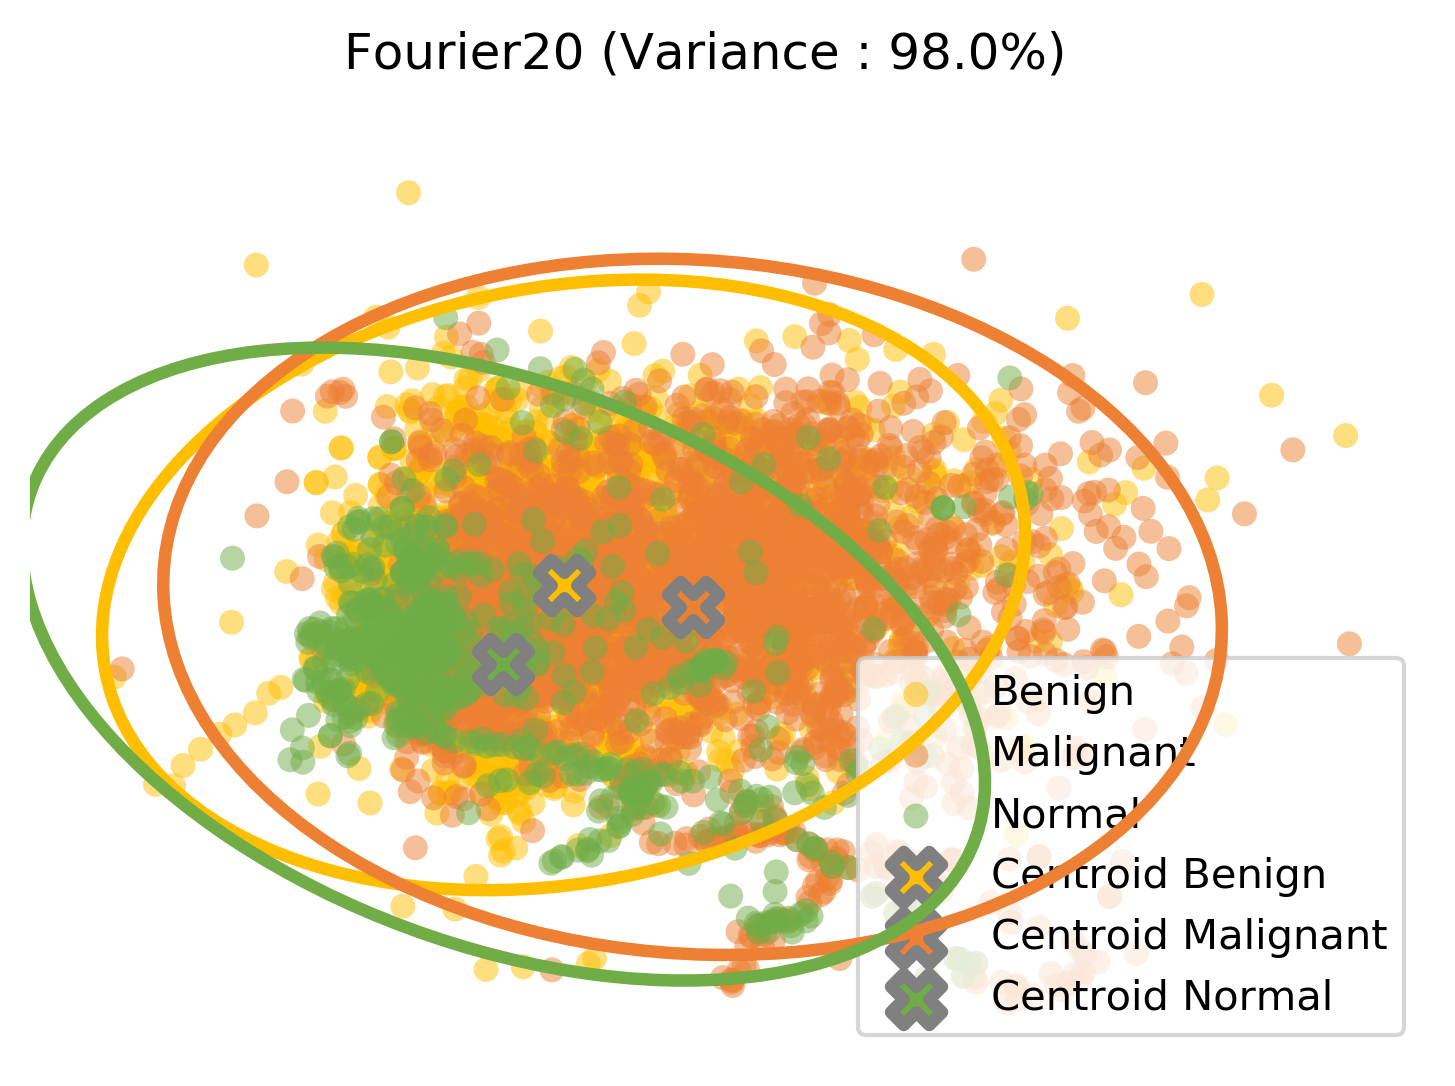 Fourier20 (Variance : 98.0%)
Benign
Malignant
Normal
Centroid Benign
Centroid Malignant
Centroid Normal